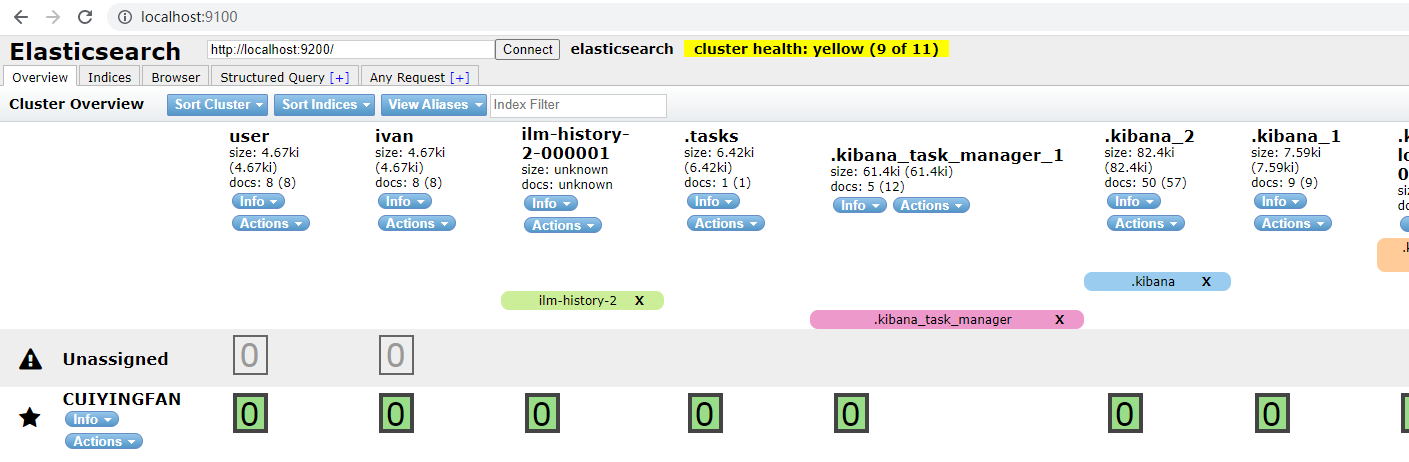 localhost:9100
Elasticsearch http://localhost:9200/ Connect elasticsearch cluster health: yellow (9 of 11)
Overview Indices Browser Structured Query [+] Any Request [+]
Cluster Overview Sort Cluster Sort Indices View Aliases Index Filter
user
size: 4.67ki
(4.67ki)
docs: 8 (8)
Info
Actions
ivan
size: 4.67ki
(4.67ki)
docs: 8 (8)
Info
Actions
ilm-history-
2-000001
size: unknown
docs: unknown
Info
Actions
.tasks
size: 6.42ki
(6.42ki)
docs: 1 (1)
Info
Actions
.kibana_task_manager_1
size: 61.4ki (61.4ki)
docs: 5 (12)
Info Actions
.kibana_2
size: 82.4ki
(82.4ki)
docs: 50 (57)
Info
Actions
.kibana_1
size: 7.59ki
(7.59ki)
docs: 9 (9)
Info
Actions
.kibana X
ilm-history-2 X
.kibana_task_manager X
Unassigned 0 0
CUIYINGFAN
Info
Actions
0 0 0 0 0 0 0